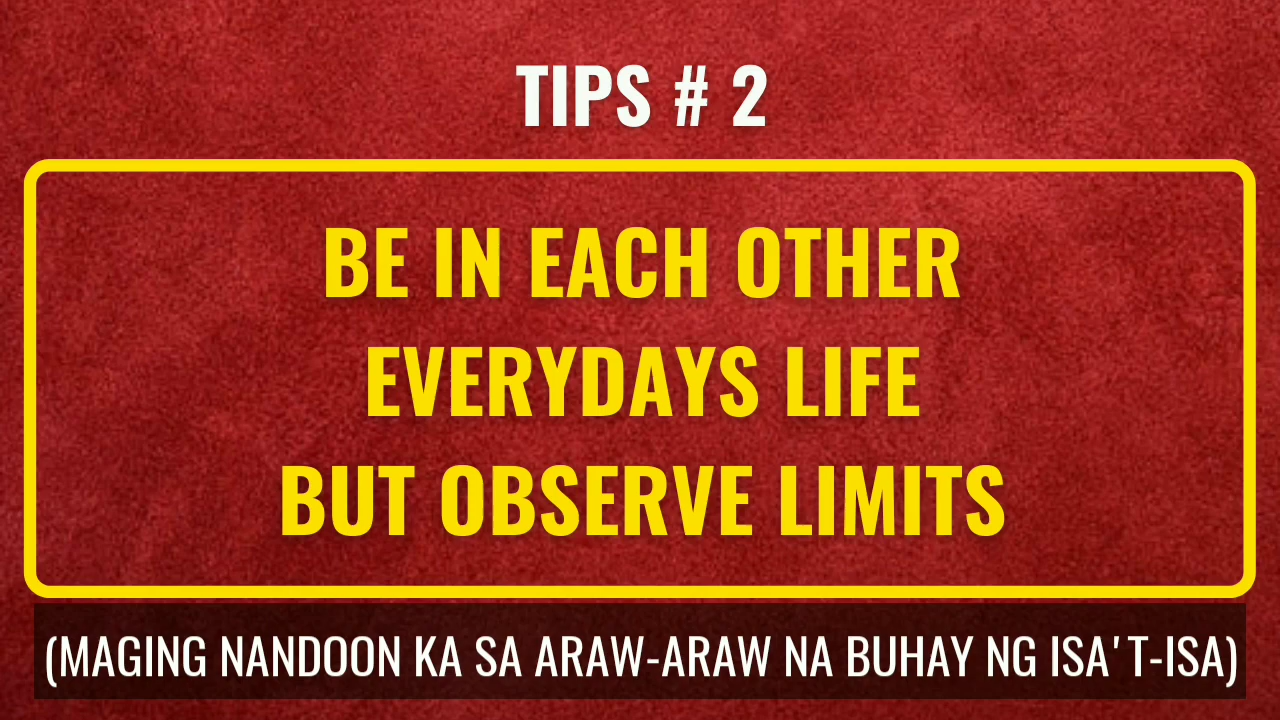 TIPS # 2
BE IN EACH OTHER
EVERYDAYS LIFE
BUT OBSERVE LIMITS
(MAGING NANDOON KA SA ARAW-ARAW NA BUHAY NG ISA'T-ISA)